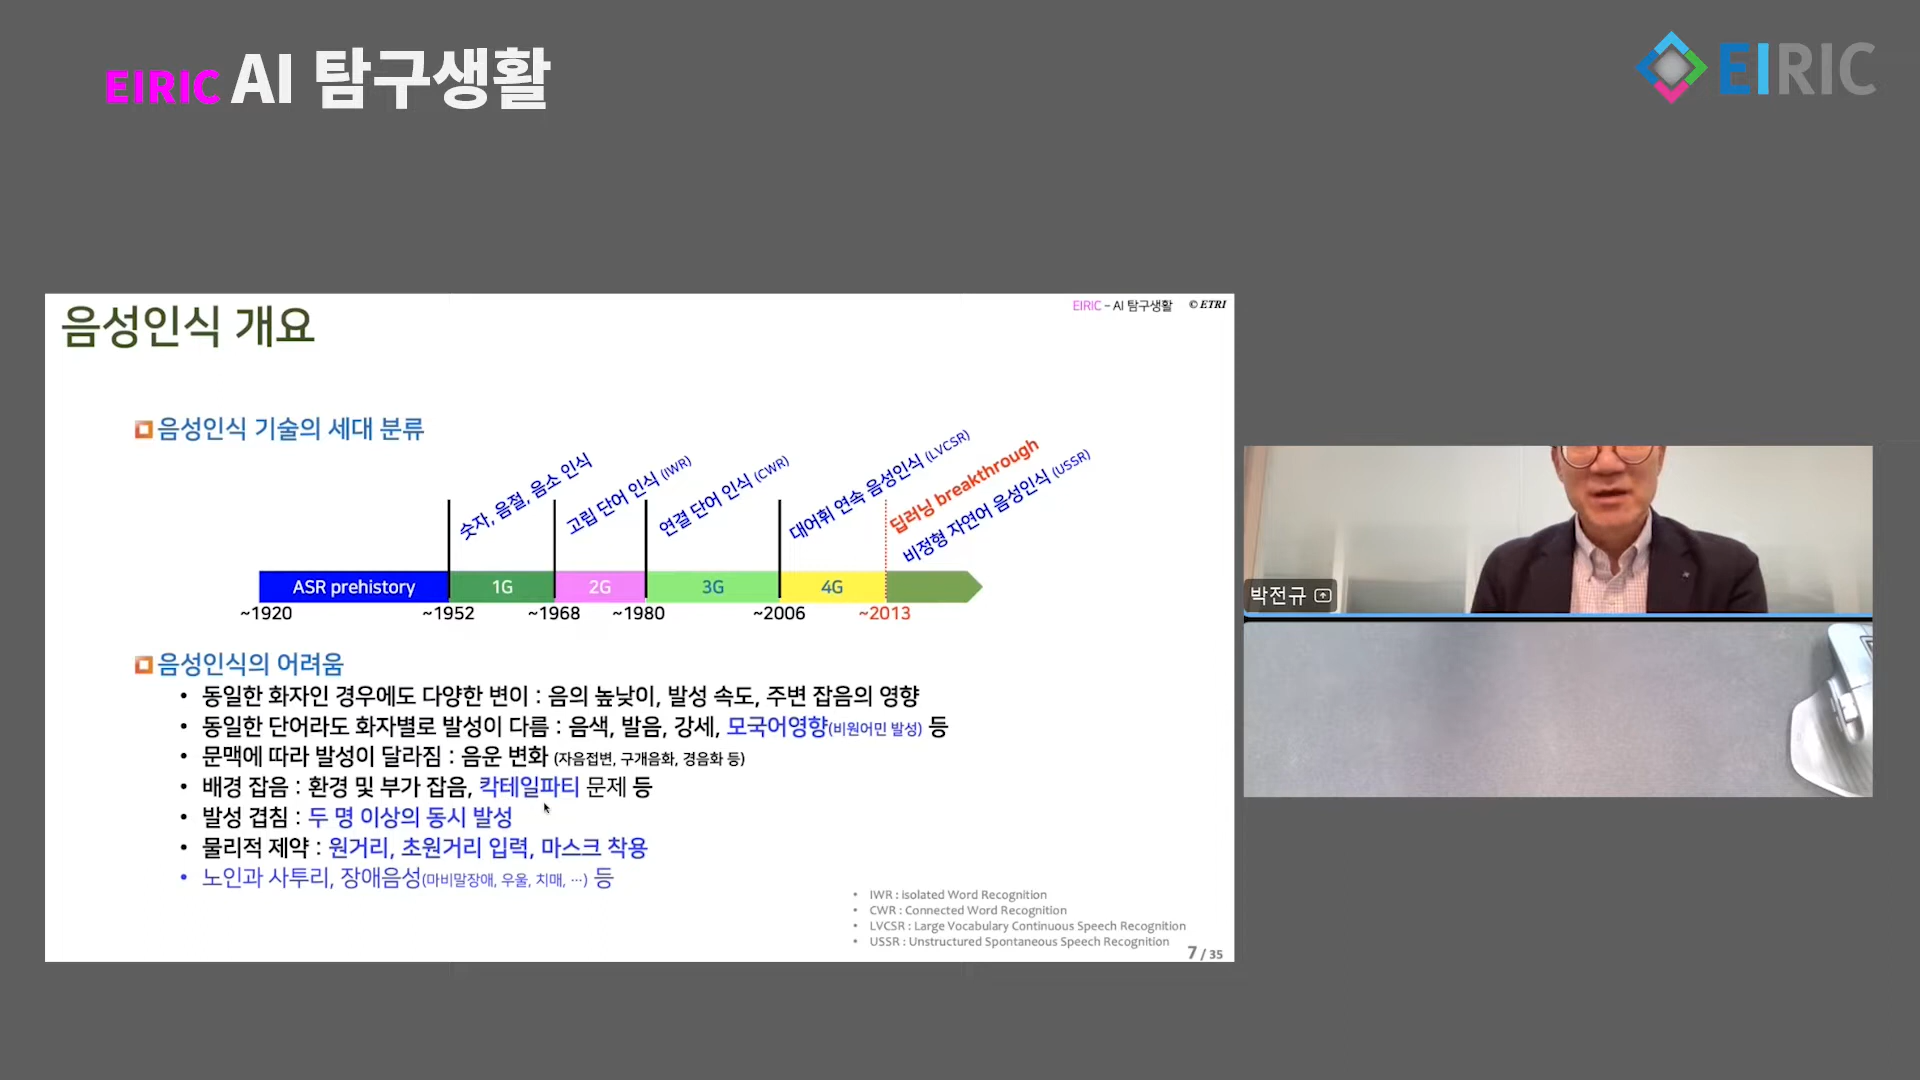 EIRIC AI 탐구생활
EIRIC
음성인식 개요
EIRIC – AI 탐구생활 © ETRI
음성인식 기술의 세대 분류
숫자, 음절, 음소 인식
고립 단어 인식 (IWR)
연결 단어 인식 (CWR)
대어휘 연속 음성인식 (LVCSR)
딥러닝 breakthrough
비정형 자연어 음성인식 (USSR)
ASR prehistory 1G 2G 3G 4G
~1920 ~1952 ~1968 ~1980 ~2006 ~2013
음성인식의 어려움
• 동일한 화자인 경우에도 다양한 변이 : 음의 높낮이, 발성 속도, 주변 잡음의 영향
• 동일한 단어라도 화자별로 발성이 다름 : 음색, 발음, 강세, 모국어영향(비원어민 발성) 등
• 문맥에 따라 발성이 달라짐 : 음운 변화 (자음접변, 구개음화, 경음화 등)
• 배경 잡음 : 환경 및 부가 잡음, 칵테일파티 문제 등
• 발성 겹침 : 두 명 이상의 동시 발성
• 물리적 제약 : 원거리, 초원거리 입력, 마스크 착용
• 노인과 사투리, 장애음성(마비말장애, 우울, 치매, …) 등
• IWR : isolated Word Recognition
• CWR : Connected Word Recognition
• LVCSR : Large Vocabulary Continuous Speech Recognition
• USSR : Unstructured Spontaneous Speech Recognition
7 / 35
박전규